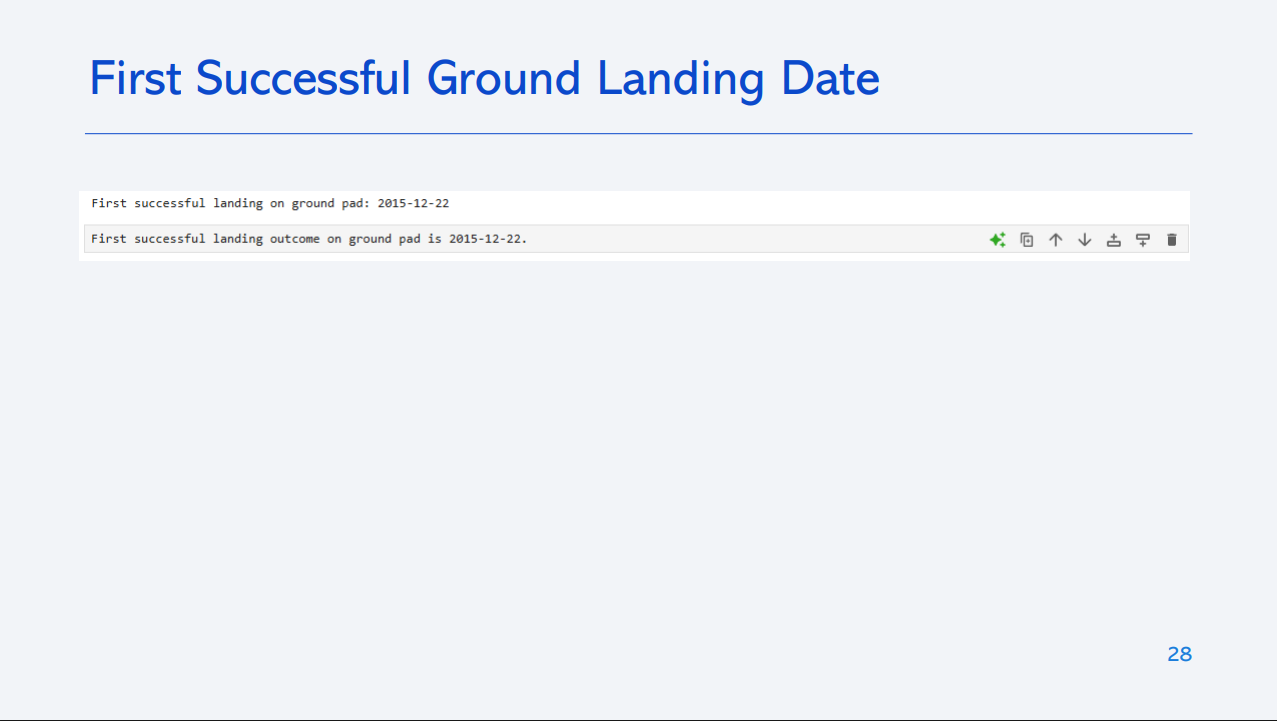 First Successful Ground Landing Date
First successful landing on ground pad: 2015-12-22
First successful landing outcome on ground pad is 2015-12-22.
28